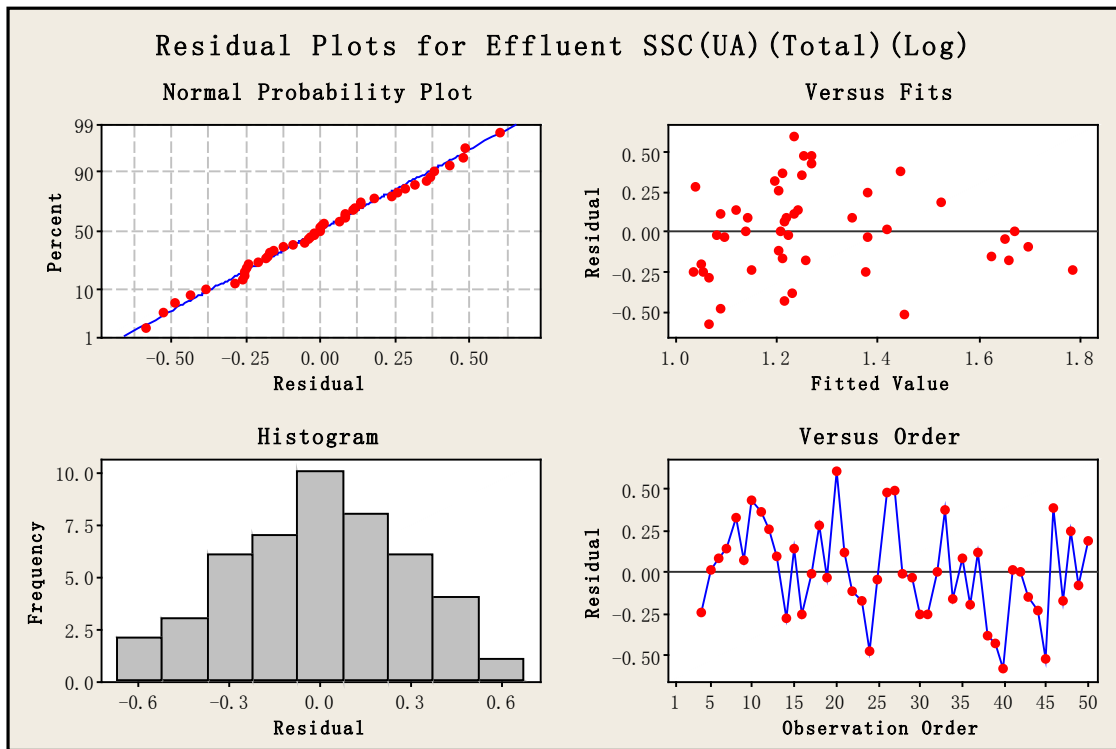 Residual Plots for Effluent SSC(UA)(Total)(Log)
Normal Probability Plot
99
90
50
10
1
Percent
-0.50 -0.25 0.00 0.25 0.50
Residual
Versus Fits
0.50
0.25
0.00
-0.25
-0.50
Residual
1.0 1.2 1.4 1.6 1.8
Fitted Value
Histogram
10.0
7.5
5.0
2.5
0.0
Frequency
-0.6 -0.3 0.0 0.3 0.6
Residual
Versus Order
0.50
0.25
0.00
-0.25
-0.50
Residual
1 5 10 15 20 25 30 35 40 45 50
Observation Order